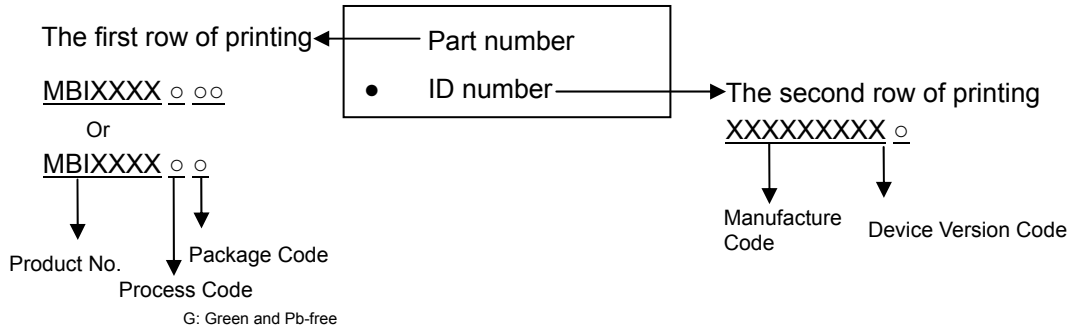 The first row of printing
Part number
ID number
The second row of printing
MBIXXXX ○ ○○
Or
MBIXXXX ○ ○
XXXXXXXXX ○
Product No.
Process Code
G: Green and Pb-free
Package Code
Manufacture
Code
Device Version Code